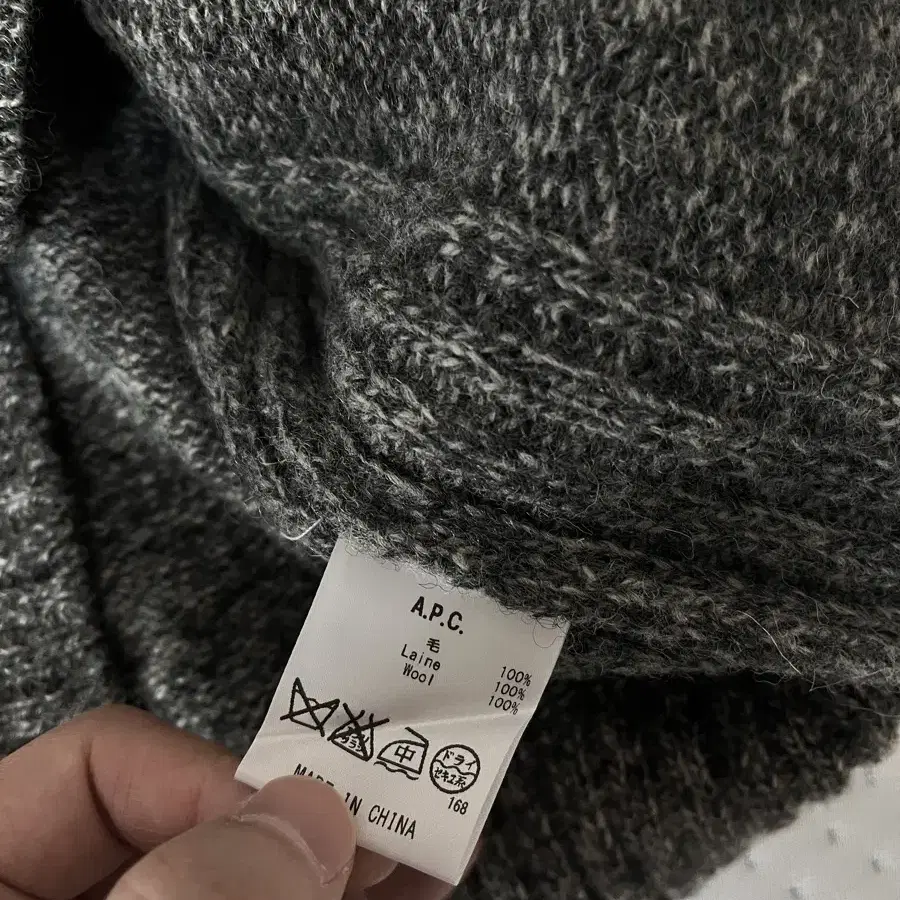 A.P.C.
毛 100%
Laine 100%
Wool 100%
中
ドライ
セキユ系
168
MADE IN CHINA